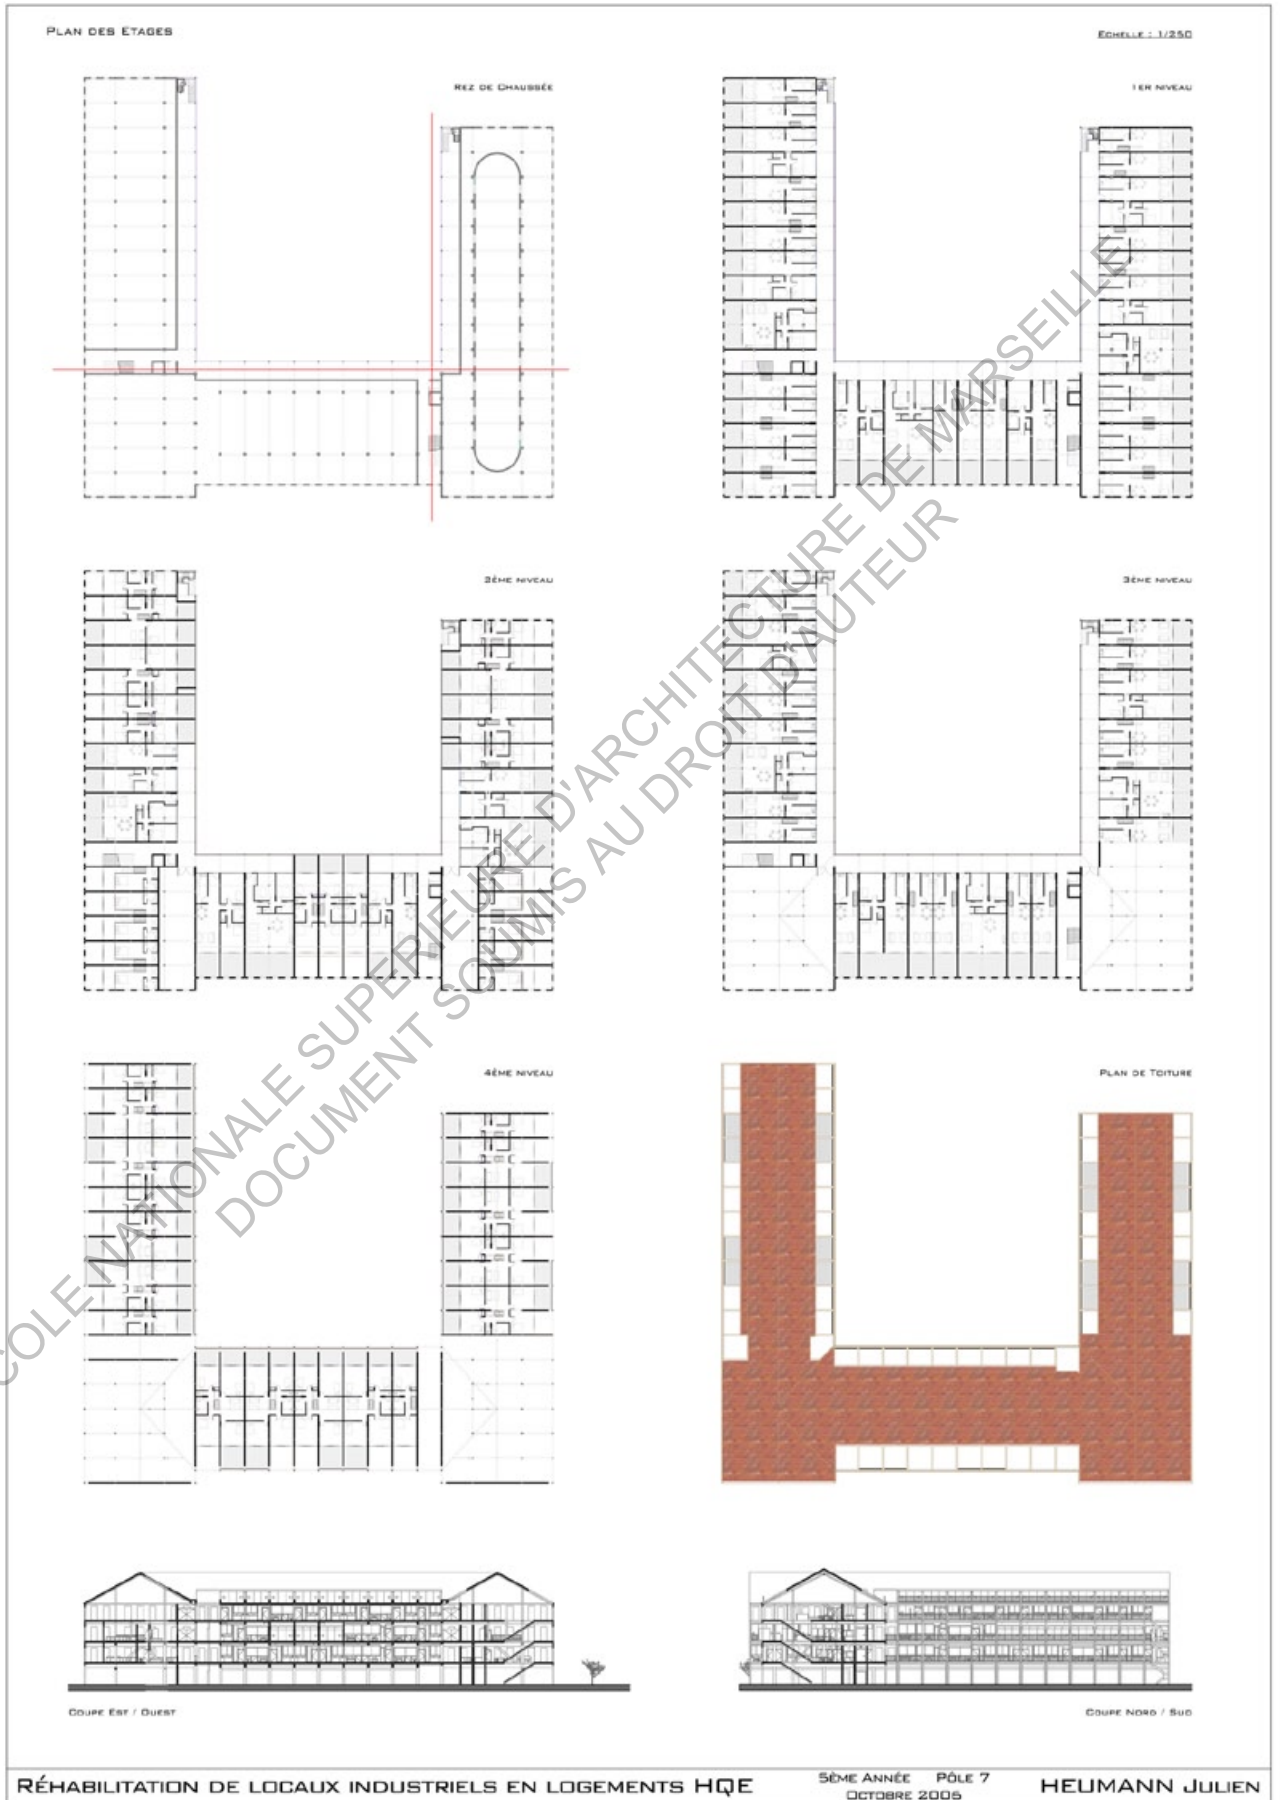 PLAN DES ETAGES
ECHELLE : 1/250
REZ DE CHAUSSÉE
1ER NIVEAU
2ÈME NIVEAU
3ÈME NIVEAU
4ÈME NIVEAU
PLAN DE TOITURE
COUPE EST / OUEST
COUPE NORD / SUD
COLE NATIONALE SUPERIEURE D'ARCHITECTURE DE MARSEILLE
DOCUMENT SOUMIS AU DROIT D'AUTEUR
RÉHABILITATION DE LOCAUX INDUSTRIELS EN LOGEMENTS HQE
5ÈME ANNÉE PÔLE 7
OCTOBRE 2005
HEUMANN JULIEN